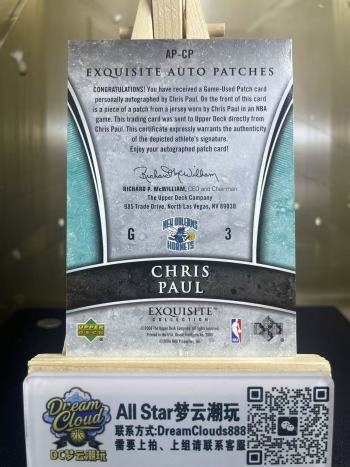 AP-CP
EXQUISITE AUTO PATCHES
CONGRATULATIONS! You have received a Game-Used Patch card
personally autographed by Chris Paul. On the front of this card
is a piece of a patch from a jersey worn by Chris Paul in an NBA
game. This trading card was sent to Upper Deck directly from
Chris Paul. This certificate expressly warrants the authenticity
of the depicted athlete's signature.
Enjoy your autographed patch card!
Richard P. McWilliam
RICHARD P. McWILLIAM, CEO and Chairman
The Upper Deck Company
985 Trade Drive, North Las Vegas, NV 89030
G
NEW ORLEANS
HORNETS
3
CHRIS
PAUL
EXQUISITE
COLLECTION
UPPER
DECK
NBA
Dream
Cloud
DC梦云潮玩
All Star梦云潮玩
联系方式:DreamClouds888
需要上拍、上组请联系客服